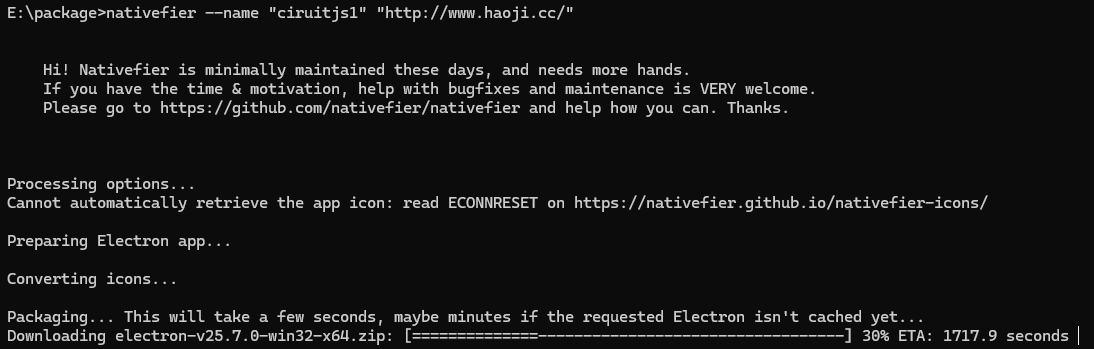 E:\package>nativefier --name "ciruitjs1" "http://www.haoji.cc/"
Hi! Nativefier is minimally maintained these days, and needs more hands.
If you have the time & motivation, help with bugfixes and maintenance is VERY welcome.
Please go to https://github.com/nativefier/nativefier and help how you can. Thanks.
Processing options...
Cannot automatically retrieve the app icon: read ECONNRESET on https://nativefier.github.io/nativefier-icons/
Preparing Electron app...
Converting icons...
Packaging... This will take a few seconds, maybe minutes if the requested Electron isn't cached yet...
Downloading electron-v25.7.0-win32-x64.zip: [==============----------------------------------] 30% ETA: 1717.9 seconds